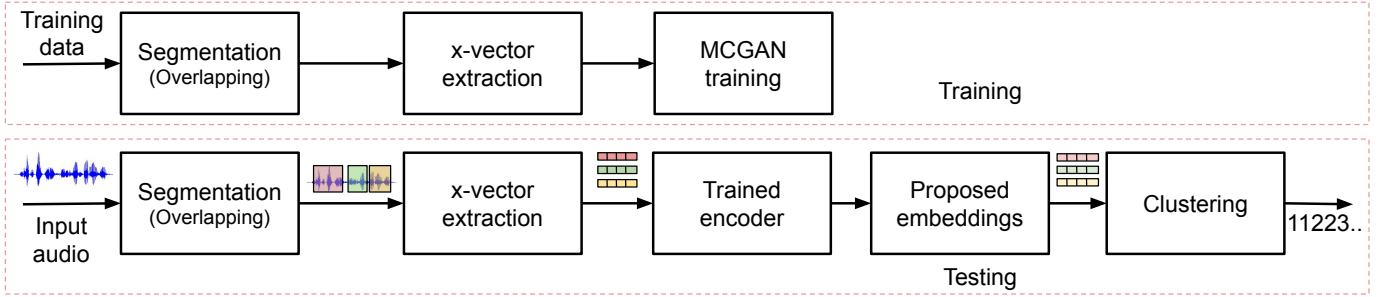 Training
data
Segmentation
(Overlapping)
x-vector
extraction
MCGAN
training
Training
Segmentation
(Overlapping)
x-vector
extraction
Trained
encoder
Proposed
embeddings
Clustering
Input
audio
11223..
Testing